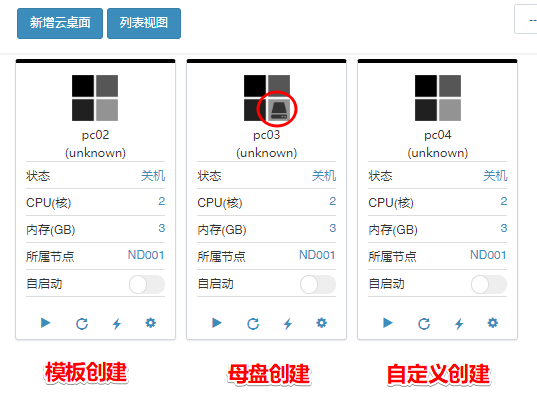 新增云桌面 列表视图 --
pc02 pc03 pc04
(unknown) (unknown) (unknown)
状态 关机 状态 关机 状态 关机
CPU(核) 2 CPU(核) 2 CPU(核) 2
内存(GB) 3 内存(GB) 3 内存(GB) 3
所属节点 ND001 所属节点 ND001 所属节点 ND001
自启动 自启动 自启动
模板创建 母盘创建 自定义创建